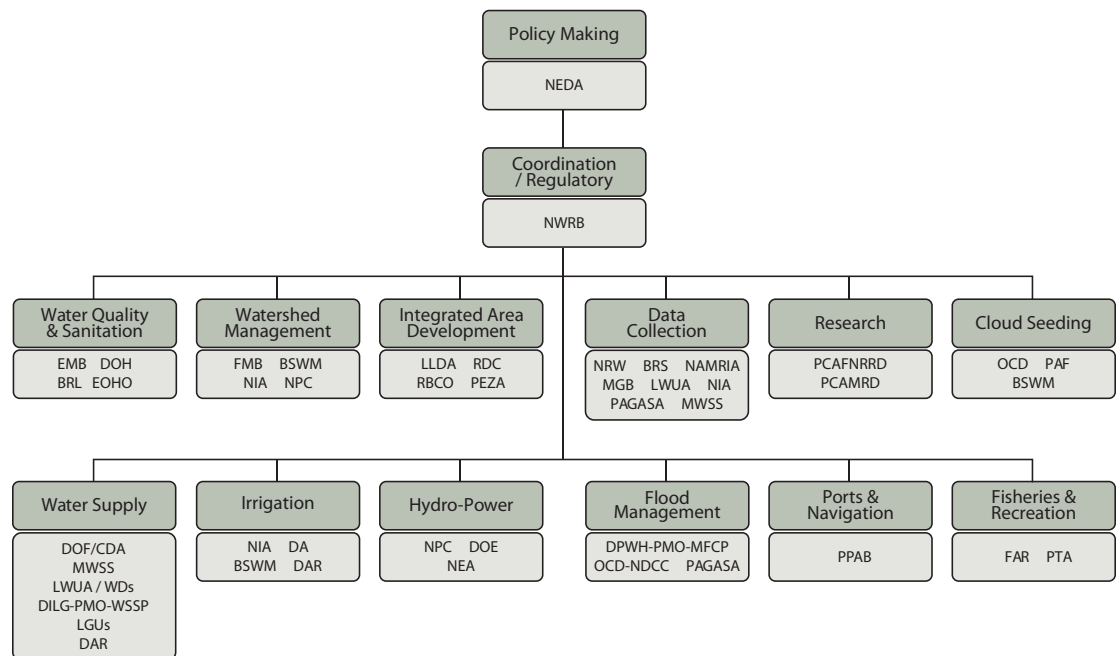 Policy Making
NEDA
Coordination
/ Regulatory
NWRB
Water Quality
& Sanitation
EMB DOH
BRL EOHO
Watershed
Management
FMB BSWM
NIA NPC
Integrated Area
Development
LLDA RDC
RBCO PEZA
Data
Collection
NRW BRS NAMRIA
MGB LWUA NIA
PAGASA MWSS
Research
PCAFNRRD
PCAMRD
Cloud Seeding
OCD PAF
BSWM
Water Supply
DOF/CDA
MWSS
LWUA / WDs
DILG-PMO-WSSP
LGUs
DAR
Irrigation
NIA DA
BSWM DAR
Hydro-Power
NPC DOE
NEA
Flood
Management
DPWH-PMO-MFCP
OCD-NDCC PAGASA
Ports &
Navigation
PPAB
Fisheries &
Recreation
FAR PTA